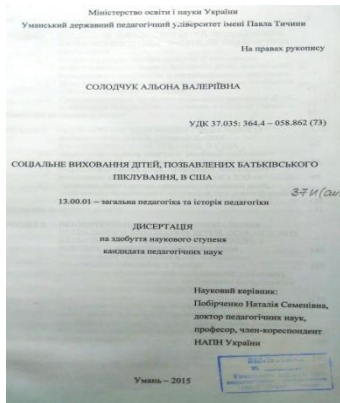 Міністерство освіти і науки України
Уманський державний педагогічний університет імені Павла Тичини
На правах рукопису
СОЛОДЧУК АЛЬОНА ВАЛЕРІЇВНА
УДК 37.035: 364.4 – 058.862 (73)
СОЦІАЛЬНЕ ВИХОВАННЯ ДІТЕЙ, ПОЗБАВЛЕНИХ БАТЬКІВСЬКОГО
ПІКЛУВАННЯ, В США
13.00.01 – загальна педагогіка та історія педагогіки
ДИСЕРТАЦІЯ
на здобуття наукового ступеня
кандидата педагогічних наук
Науковий керівник:
Побірченко Наталія Семенівна,
доктор педагогічних наук,
професор, член-кореспондент
НАПН України
Умань – 2015